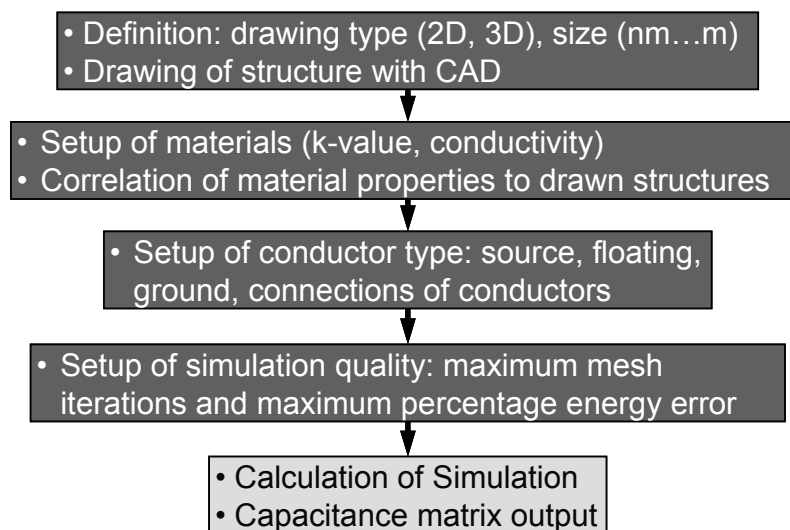 • Definition: drawing type (2D, 3D), size (nm…m)
• Drawing of structure with CAD
• Setup of materials (k-value, conductivity)
• Correlation of material properties to drawn structures
• Setup of conductor type: source, floating,
ground, connections of conductors
• Setup of simulation quality: maximum mesh
iterations and maximum percentage energy error
• Calculation of Simulation
• Capacitance matrix output